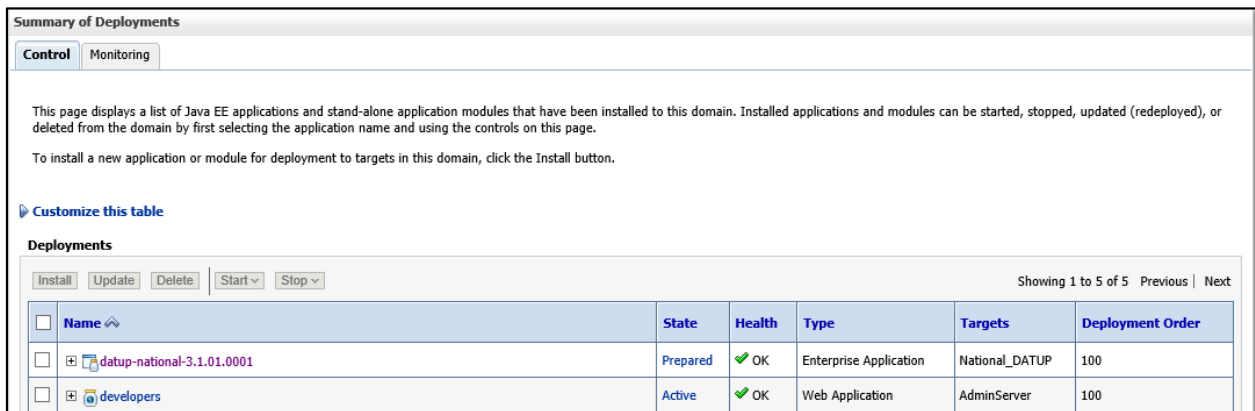 Summary of Deployments
Control Monitoring
This page displays a list of Java EE applications and stand-alone application modules that have been installed to this domain. Installed applications and modules can be started, stopped, updated (redeployed), or
deleted from the domain by first selecting the application name and using the controls on this page.
To install a new application or module for deployment to targets in this domain, click the Install button.
Customize this table
Deployments
Install Update Delete Start Stop Showing 1 to 5 of 5 Previous | Next
Name State Health Type Targets Deployment Order
datup-national-3.1.01.0001 Prepared OK Enterprise Application National_DATUP 100
developers Active OK Web Application AdminServer 100